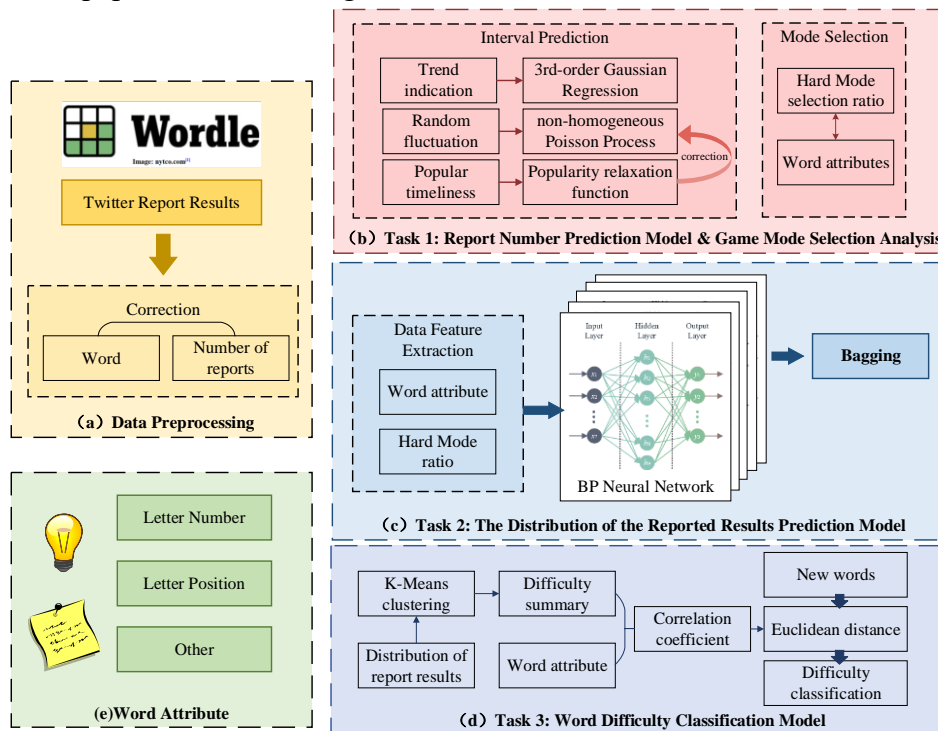 Wordle
Image: nytco.com[1]
Twitter Report Results
Correction
Word
Number of
reports
（a）Data Preprocessing
Interval Prediction
Trend
indication
3rd-order Gaussian
Regression
Random
fluctuation
non-homogeneous
Poisson Process
Popular
timeliness
Popularity relaxation
function
correction
Mode Selection
Hard Mode
selection ratio
Word attributes
（b）Task 1: Report Number Prediction Model & Game Mode Selection Analysis
Data Feature
Extraction
Word attribute
Hard Mode
ratio
Input
Layer
Hidden
Layer
Output
Layer
BP Neural Network
Bagging
（c）Task 2: The Distribution of the Reported Results Prediction Model
Letter Number
Letter Position
Other
(e)Word Attribute
K-Means
clustering
Difficulty
summary
Distribution of
report results
Word attribute
Correlation
coefficient
New words
Euclidean distance
Difficulty
classification
（d）Task 3: Word Difficulty Classification Model